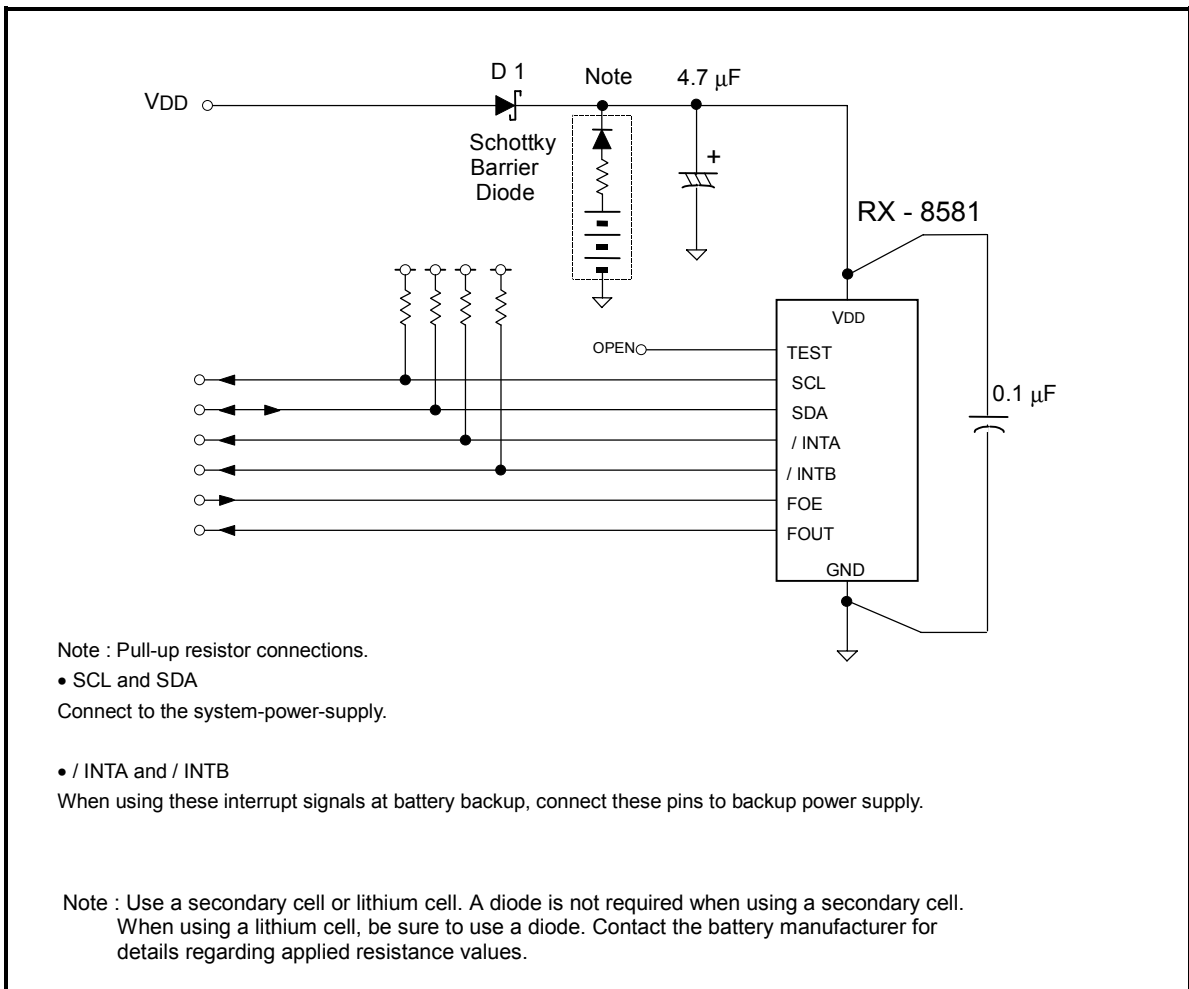 D 1
Note
4.7 μF
VDD
Schottky
Barrier
Diode
+
RX - 8581
VDD
OPEN
TEST
SCL
0.1 μF
SDA
/ INTA
/ INTB
FOE
FOUT
GND
Note : Pull-up resistor connections.
• SCL and SDA
Connect to the system-power-supply.
• / INTA and / INTB
When using these interrupt signals at battery backup, connect these pins to backup power supply.
Note : Use a secondary cell or lithium cell. A diode is not required when using a secondary cell.
When using a lithium cell, be sure to use a diode. Contact the battery manufacturer for
details regarding applied resistance values.